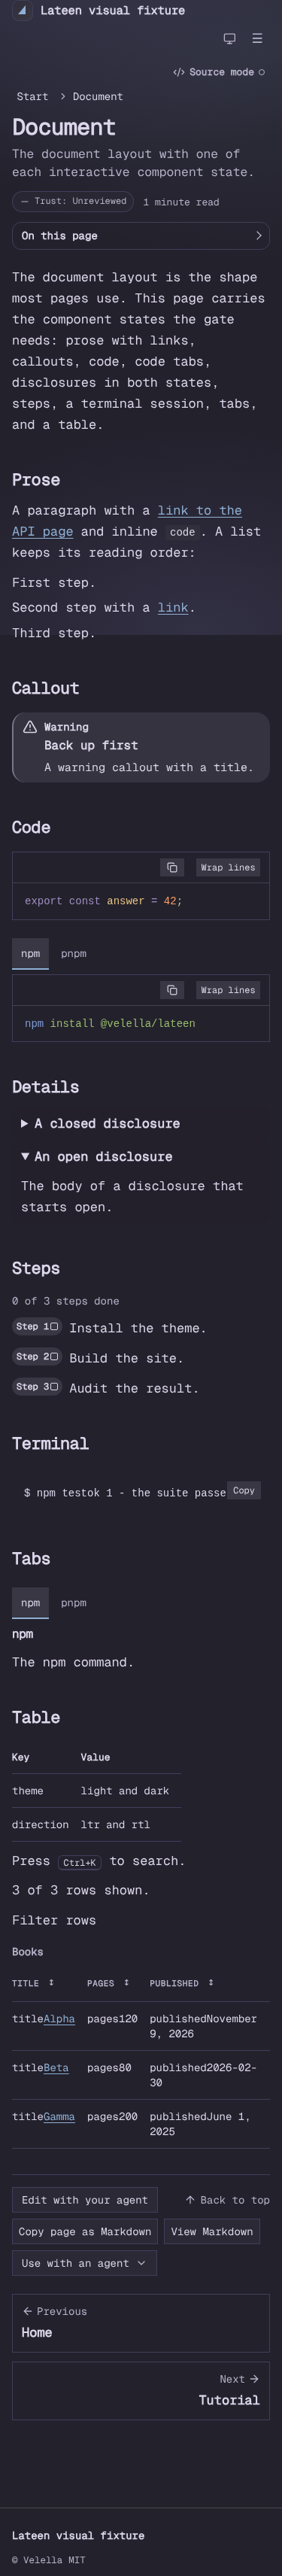 Lateen visual fixture
Source mode
Start > Document
Document
The document layout with one of
each interactive component state.
— Trust: Unreviewed 1 minute read
On this page
The document layout is the shape
most pages use. This page carries
the component states the gate
needs: prose with links,
callouts, code, code tabs,
disclosures in both states,
steps, a terminal session, tabs,
and a table.
Prose
A paragraph with a link to the
API page and inline code. A list
keeps its reading order:
First step.
Second step with a link.
Third step.
Callout
Warning
Back up first
A warning callout with a title.
Code
Wrap lines
export const answer = 42;
npm pnpm
Wrap lines
npm install @velella/lateen
Details
A closed disclosure
An open disclosure
The body of a disclosure that
starts open.
Steps
0 of 3 steps done
Step 1 Install the theme.
Step 2 Build the site.
Step 3 Audit the result.
Terminal
$ npm testok 1 - the suite passe
Copy
Tabs
npm pnpm
npm
The npm command.
Table
Key Value
theme light and dark
direction ltr and rtl
Press Ctrl+K to search.
3 of 3 rows shown.
Filter rows
Books
TITLE ↕ PAGES ↕ PUBLISHED ↕
titleAlpha pages120 publishedNovember
9, 2026
titleBeta pages80 published2026-02-
30
titleGamma pages200 publishedJune 1,
2025
Edit with your agent ↑ Back to top
Copy page as Markdown View Markdown
Use with an agent
← Previous
Home
Next →
Tutorial
Lateen visual fixture
© Velella MIT